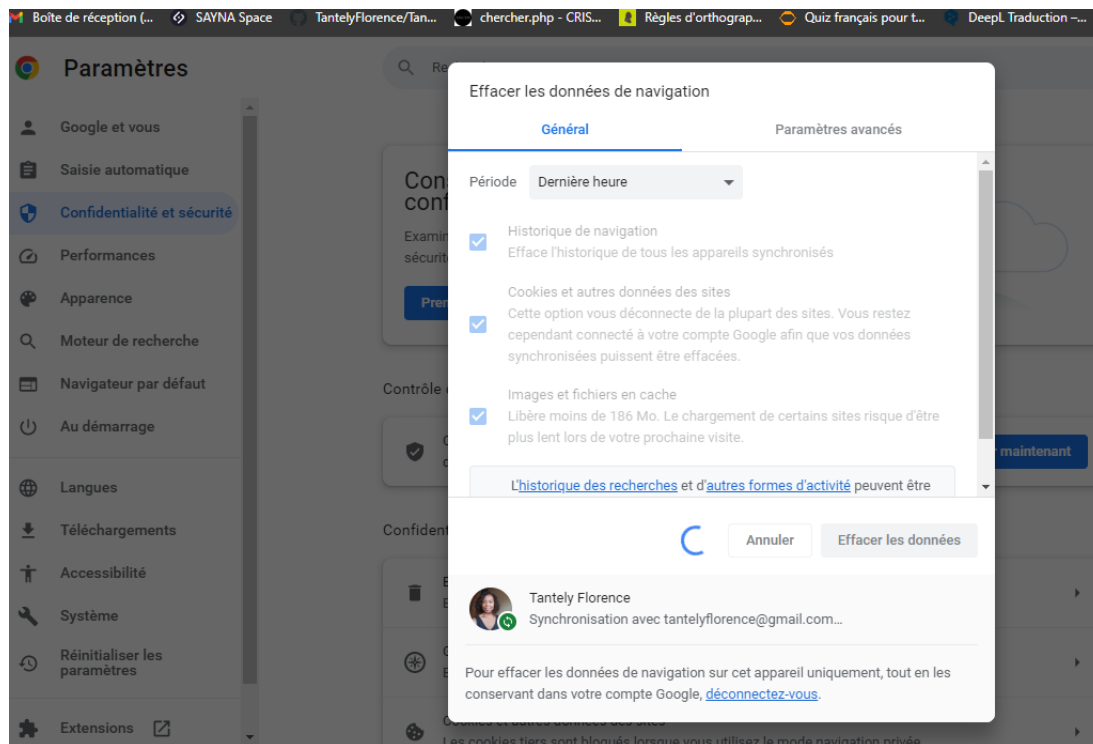 Boîte de réception (... SAYNA Space TantelyFlorence/Tan... chercher.php - CRIS... Règles d'orthograp... Quiz français pour t... DeepL Traduction –...
Paramètres
Google et vous
Saisie automatique
Confidentialité et sécurité
Performances
Apparence
Moteur de recherche
Navigateur par défaut
Au démarrage
Langues
Téléchargements
Accessibilité
Système
Réinitialiser les
paramètres
Extensions
Effacer les données de navigation
Général Paramètres avancés
Période Dernière heure
Historique de navigation
Efface l'historique de tous les appareils synchronisés
Cookies et autres données des sites
Cette option vous déconnecte de la plupart des sites. Vous restez
cependant connecté à votre compte Google afin que vos données
synchronisées puissent être effacées.
Images et fichiers en cache
Libère moins de 186 Mo. Le chargement de certains sites risque d'être
plus lent lors de votre prochaine visite.
L'historique des recherches et d'autres formes d'activité peuvent être
Annuler Effacer les données
Tantely Florence
Synchronisation avec tantelyflorence@gmail.com...
Pour effacer les données de navigation sur cet appareil uniquement, tout en les
conservant dans votre compte Google, déconnectez-vous.
Contrôle
maintenant
Les cookies tiers sont bloqués lorsque vous utilisez le mode navigation privée